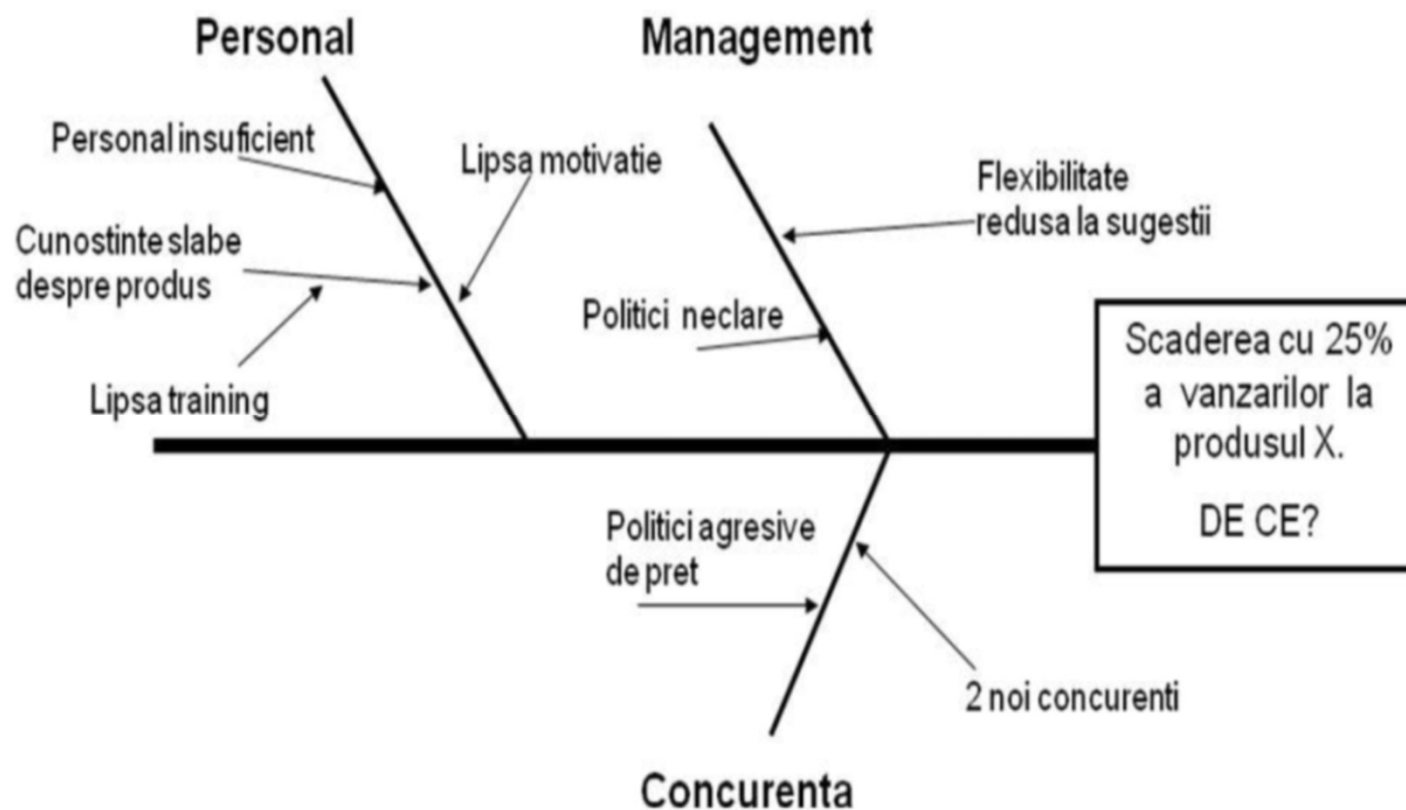 Personal
Management
Personal insuficient
Lipsa motivatie
Flexibilitate
redusa la sugestii
Cunostinte slabe
despre produs
Politici neclare
Lipsa training
Scaderea cu 25%
a vanzarilor la
produsul X.
DE CE?
Politici agresive
de pret
2 noi concurenti
Concurenta